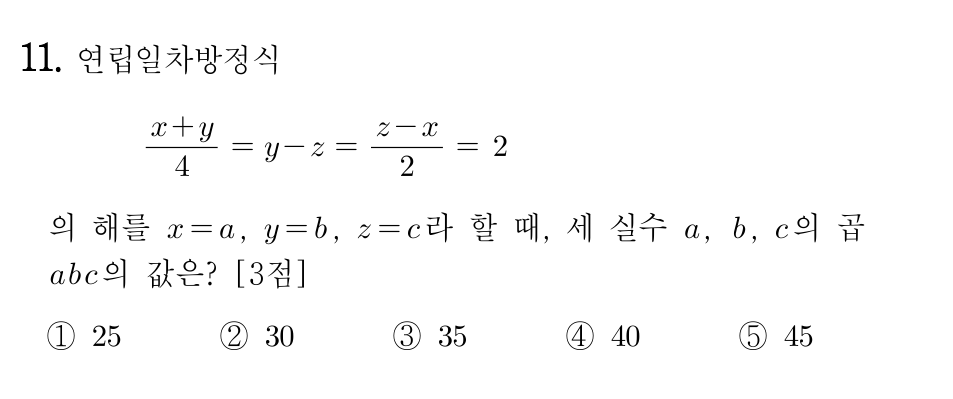 11. 연립일차방정식
\frac{x+y}{4} = y-z = \frac{z-x}{2} = 2
의 해를 x=a, y=b, z=c라 할 때, 세 실수 a, b, c의 곱
abc의 값은? [3점]
① 25 ② 30 ③ 35 ④ 40 ⑤ 45